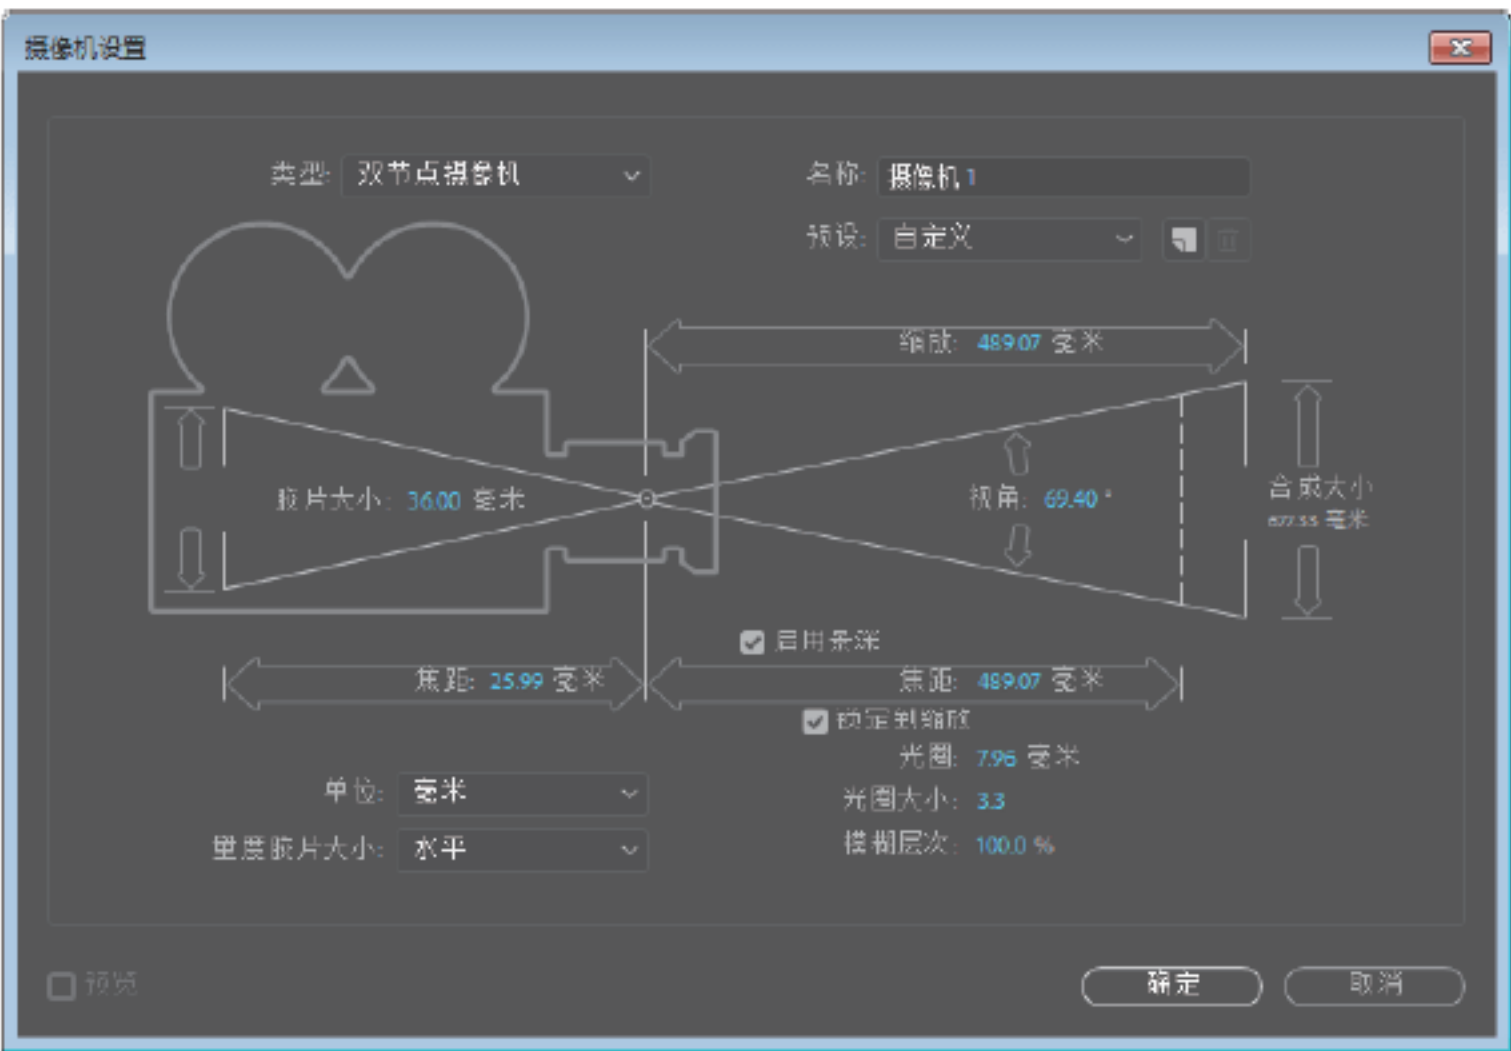 摄像机设置
类型: 双节点摄像机
名称: 摄像机 1
预设: 自定义
缩放: 489.07 毫米
胶片大小: 36.00 毫米
视角: 69.40 °
合成大小
677.33 毫米
启用景深
焦距: 25.99 毫米
焦距: 489.07 毫米
锁定到缩放
光圈: 7.96 毫米
单位: 毫米
光圈大小: 3.3
量度胶片大小: 水平
模糊层次: 100.0 %
预览
确定
取消